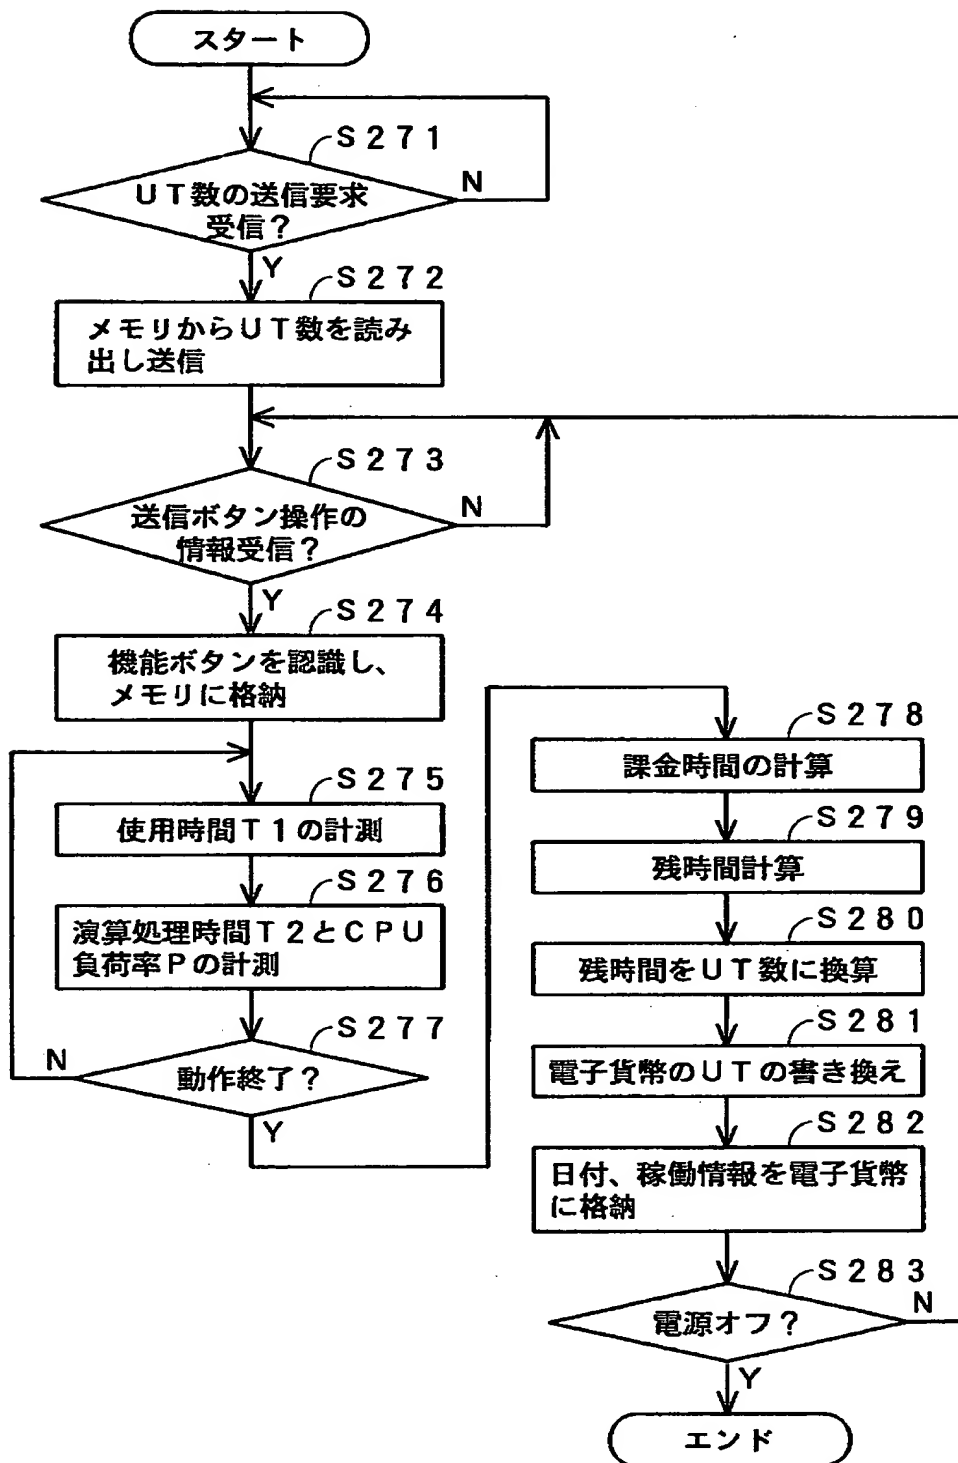 スタート
S271
UT数の送信要求
受信?
N
Y
S272
メモリからUT数を読み
出し送信
S273
送信ボタン操作の
情報受信?
N
Y
S274
機能ボタンを認識し、
メモリに格納
S275
使用時間T1の計測
S276
演算処理時間T2とCPU
負荷率Pの計測
S277
動作終了?
N
Y
S278
課金時間の計算
S279
残時間計算
S280
残時間をUT数に換算
S281
電子貨幣のUTの書き換え
S282
日付、稼働情報を電子貨幣
に格納
S283
電源オフ?
N
Y
エンド